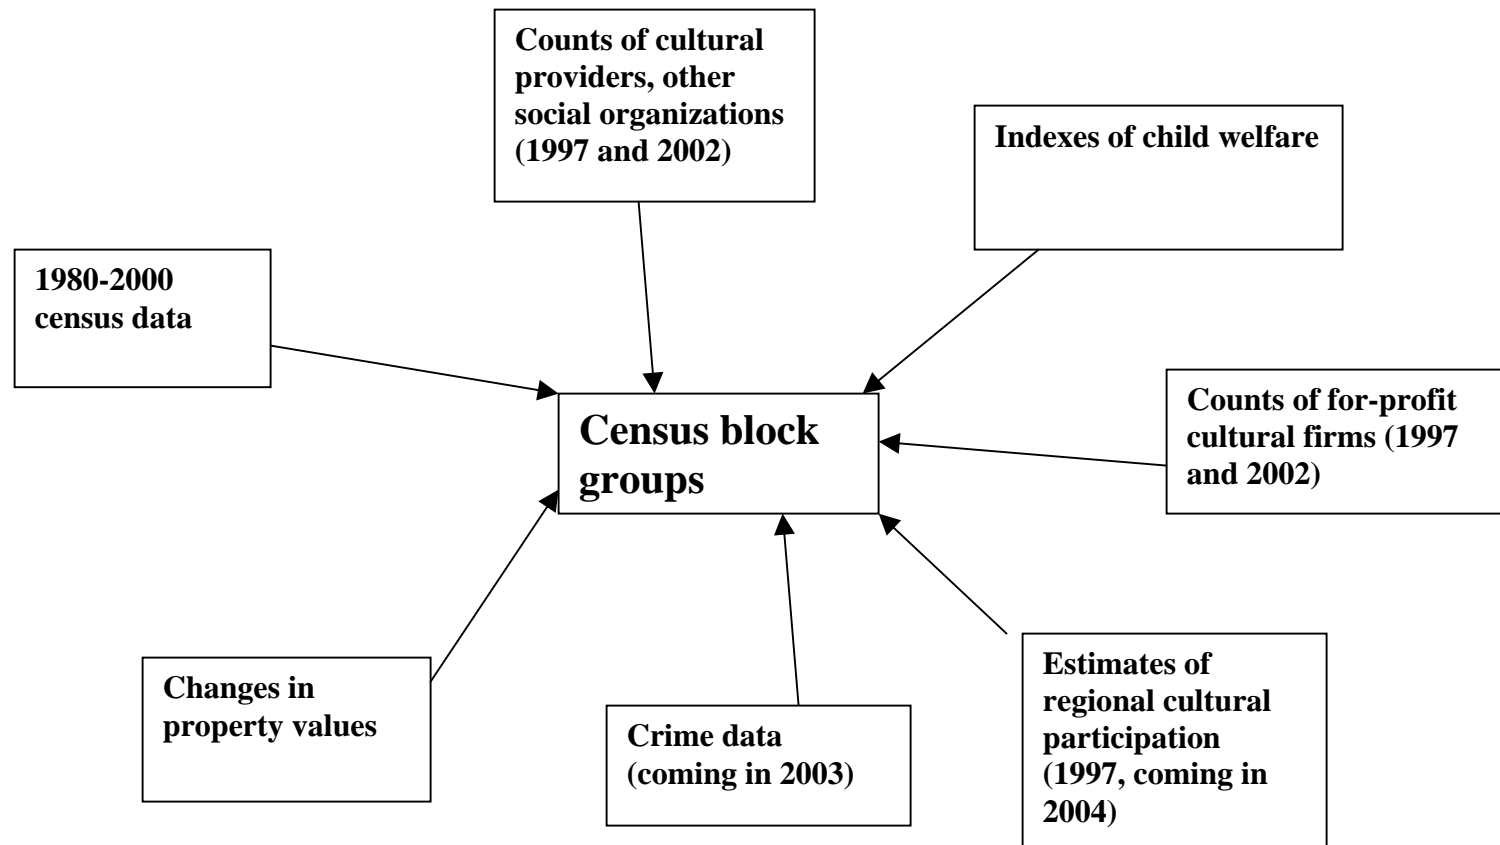 Counts of cultural
providers, other
social organizations
(1997 and 2002)
Indexes of child welfare
1980-2000
census data
Counts of for-profit
cultural firms (1997
and 2002)
Census block
groups
Changes in
property values
Crime data
(coming in 2003)
Estimates of
regional cultural
participation
(1997, coming in
2004)